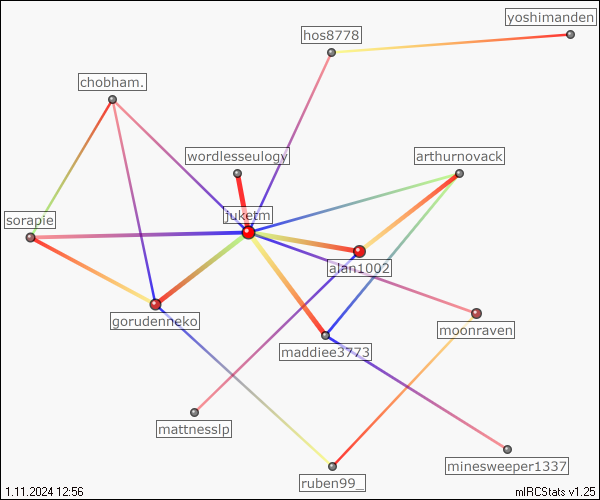 yoshimanden
hos8778
chobham.
wordlesseulogy
arthurnovack
juketm
sorapie
alan1002
gorudenneko
moonraven
maddiee3773
mattnesslp
minesweeper1337
ruben99_
1.11.2024 12:56
mIRCStats v1.25